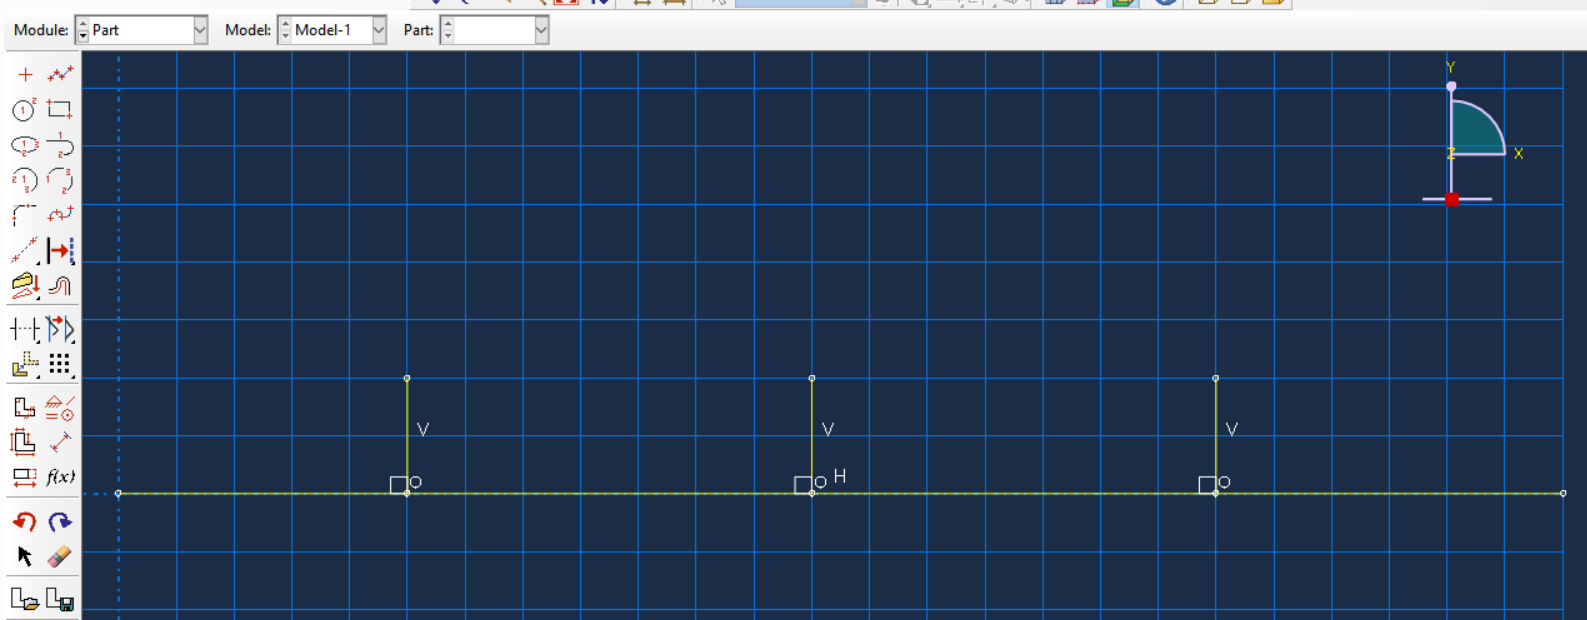 Module: Part Model: Model-1 Part:
Y
Z X
f(x)
V V V
H